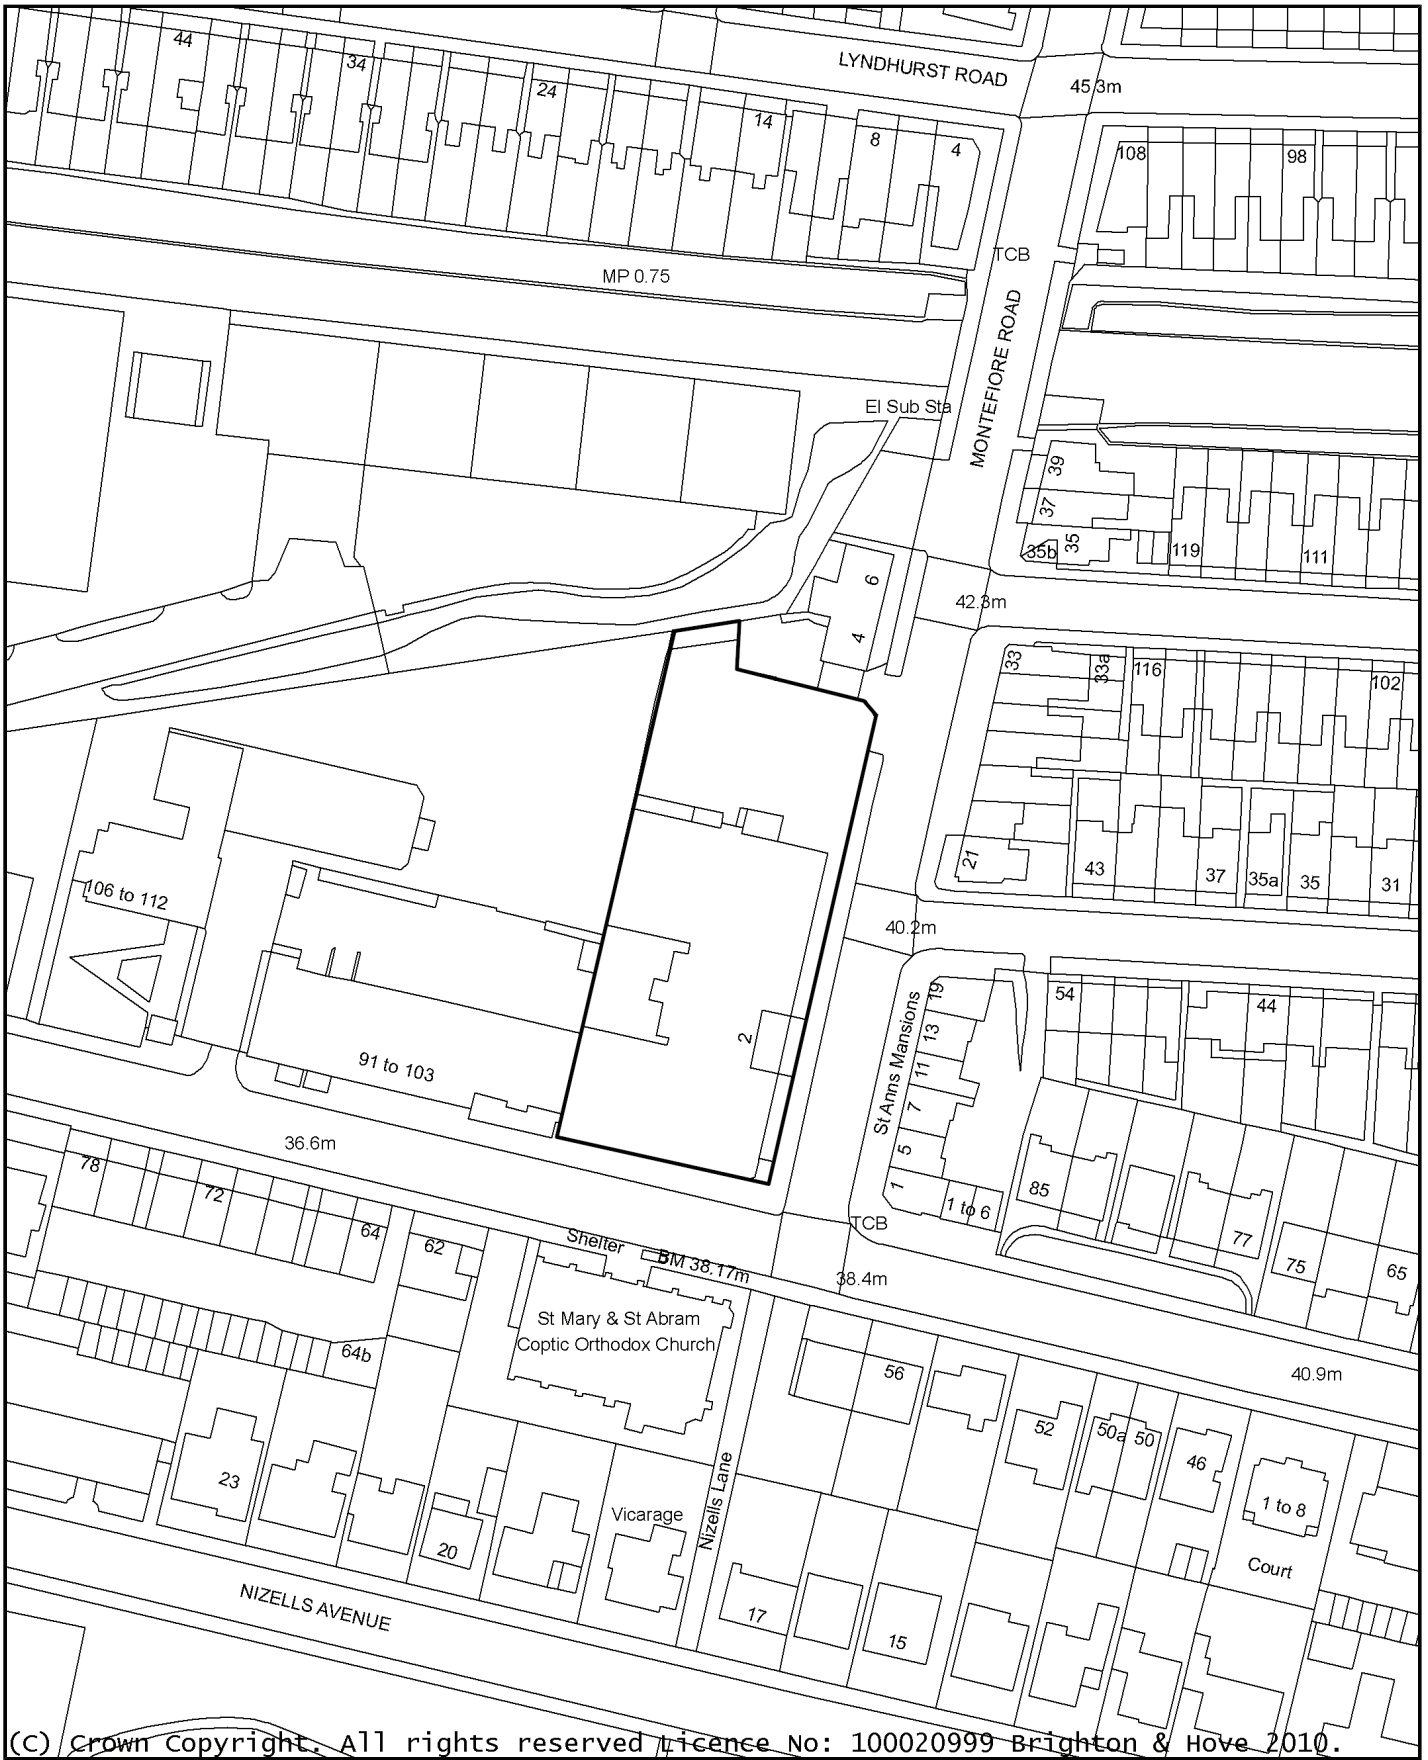 44
34
24
14
8
4
LYNDHURST ROAD
45.3m
108
98
TCB
MP 0.75
MONTEFIORE ROAD
El Sub Sta
39
37
35
35b
119
111
6
4
42.3m
33
33a
116
102
21
43
37
35a
35
31
106 to 112
40.2m
54
44
St Anns Mansions
19
13
11
7
5
1
1 to 6
2
91 to 103
36.6m
TCB
85
77
75
65
78
72
64
62
Shelter
BM 38.17m
38.4m
St Mary & St Abram
Coptic Orthodox Church
64b
56
40.9m
52
50a
50
46
1 to 8
Court
23
20
Vicarage
Nizells Lane
17
15
NIZELLS AVENUE
(c) Crown Copyright. All rights reserved Licence No: 100020999 Brighton & Hove 2010.